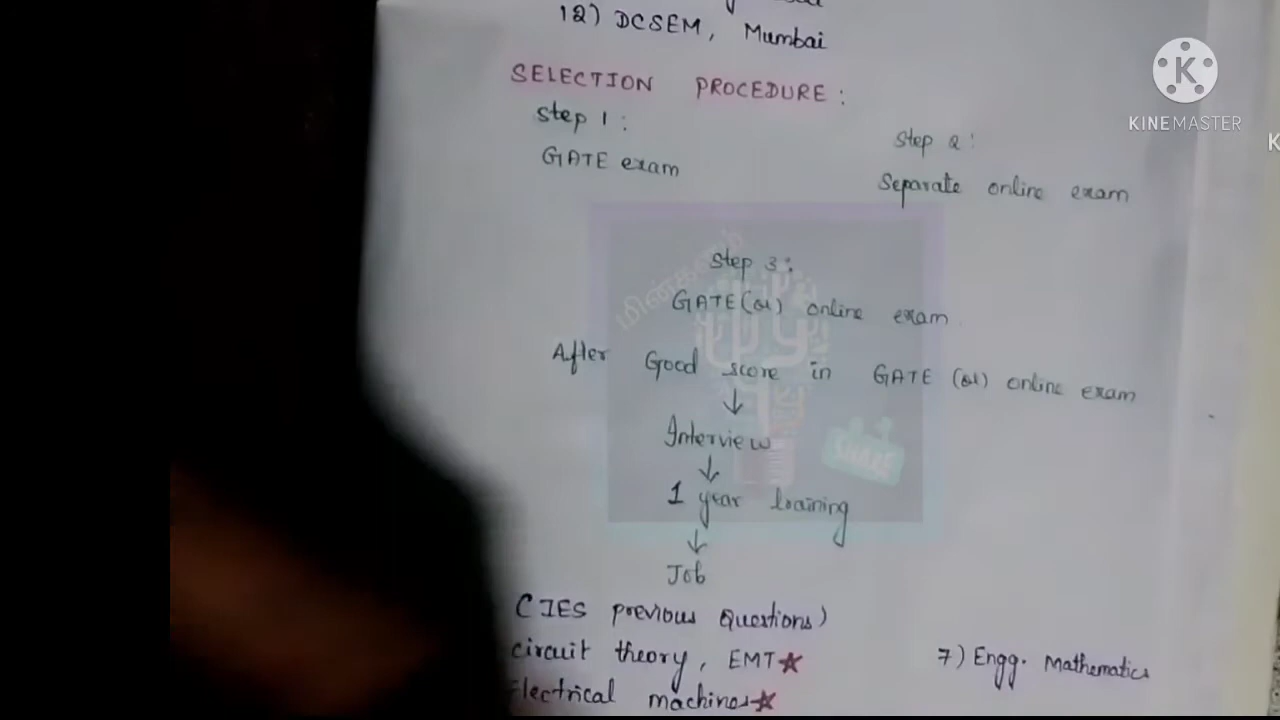 12) DCSEM, Mumbai
SELECTION PROCEDURE:
Step 1:
GATE exam
Step 2:
Separate online exam
Step 3:
GATE (or) online exam
After Good score in GATE (or) online exam
↓
Interview
↓
1 year training
↓
Job
(IES previous Questions)
circuit theory, EMT★
Electrical machines★
7) Engg. Mathematics
K
KINEMASTER
K
SHARE